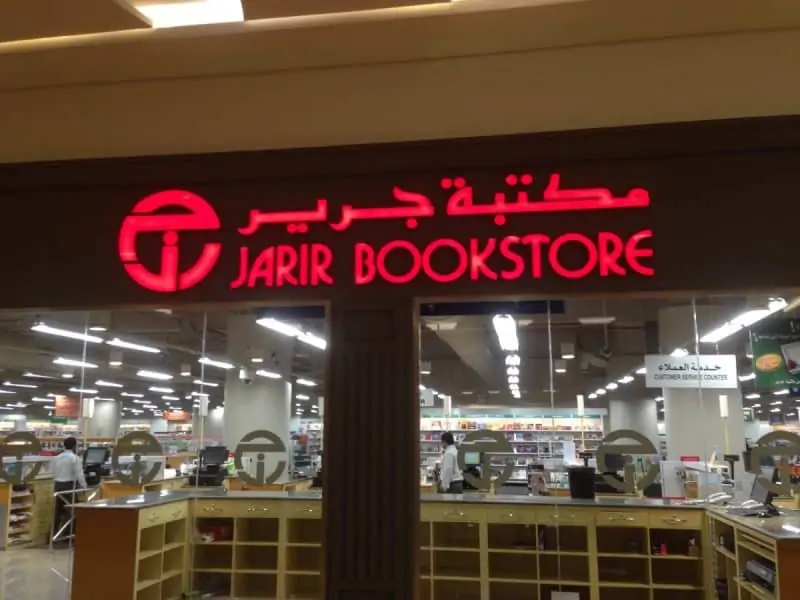 مكتبة جرير
JARIR BOOKSTORE
خدمة العملاء
CUSTOMER SERVICE COUNTER